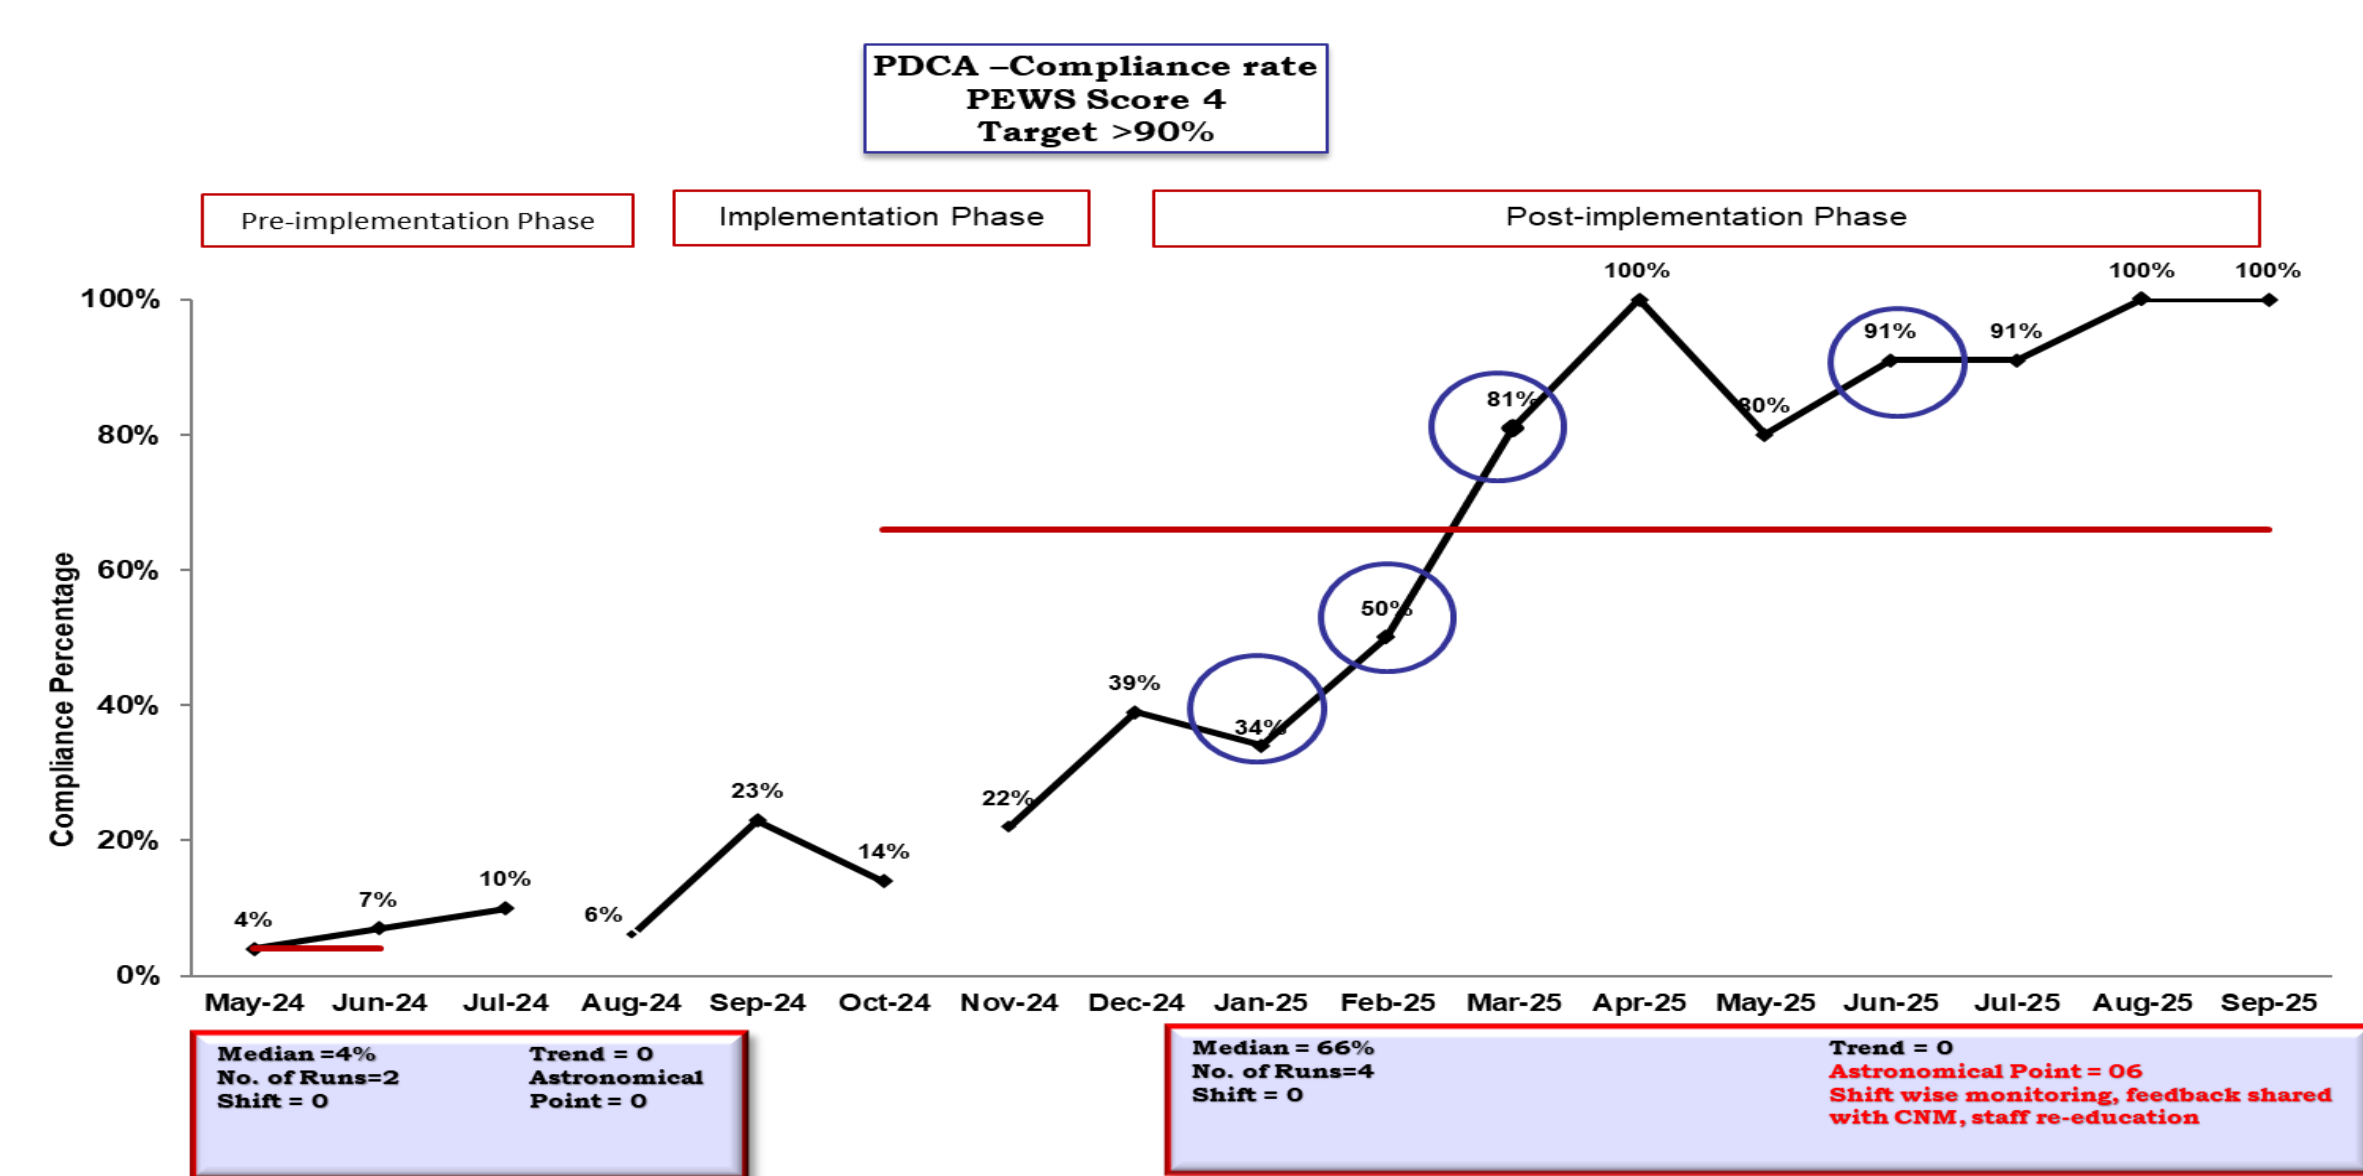 PDCA –Compliance rate
PEWS Score 4
Target >90%
Pre-implementation Phase
Implementation Phase
Post-implementation Phase
Compliance Percentage
100%
80%
60%
40%
20%
0%
4%
7%
10%
6%
23%
14%
22%
39%
34%
50%
81%
100%
80%
91%
91%
100%
100%
May-24 Jun-24 Jul-24 Aug-24 Sep-24 Oct-24 Nov-24 Dec-24 Jan-25 Feb-25 Mar-25 Apr-25 May-25 Jun-25 Jul-25 Aug-25 Sep-25
Median =4%
No. of Runs=2
Shift = 0
Trend = 0
Astronomical
Point = 0
Median = 66%
No. of Runs=4
Shift = 0
Trend = 0
Astronomical Point = 06
Shift wise monitoring, feedback shared
with CNM, staff re-education